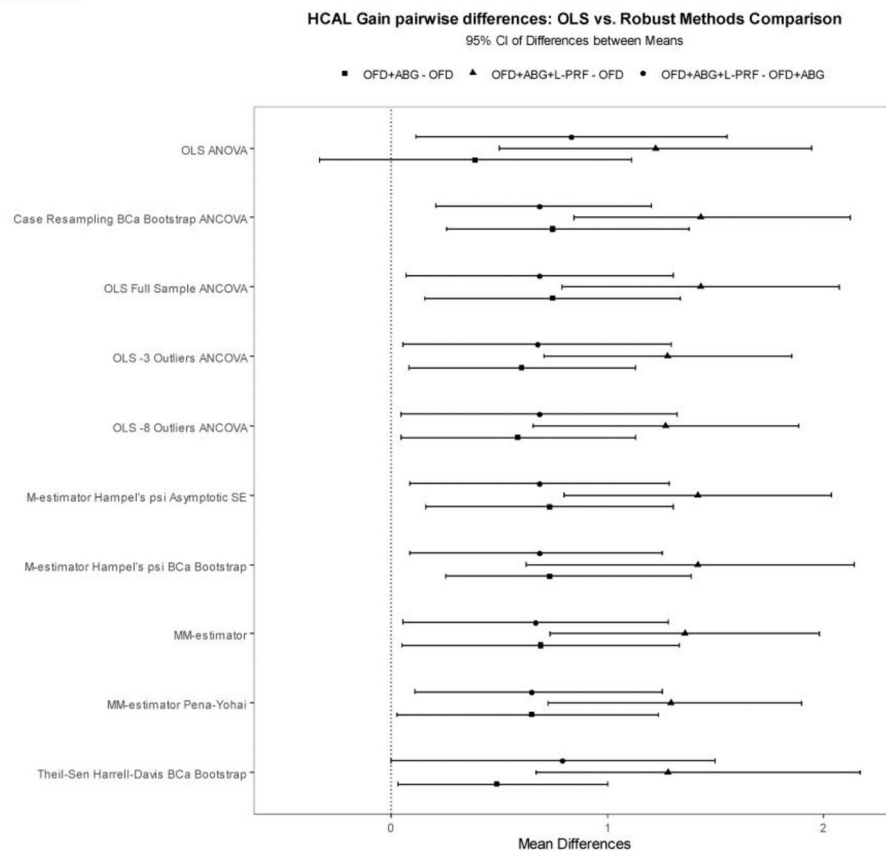 HCAL Gain pairwise differences: OLS vs. Robust Methods Comparison
95% CI of Differences between Means
OFD+ABG - OFD OFD+ABG+L-PRF - OFD OFD+ABG+L-PRF - OFD+ABG
OLS ANOVA
Case Resampling BCa Bootstrap ANCOVA
OLS Full Sample ANCOVA
OLS -3 Outliers ANCOVA
OLS -8 Outliers ANCOVA
M-estimator Hampel's psi Asymptotic SE
M-estimator Hampel's psi BCa Bootstrap
MM-estimator
MM-estimator Pena-Yohai
Theil-Sen Harrell-Davis BCa Bootstrap
0 1 2
Mean Differences